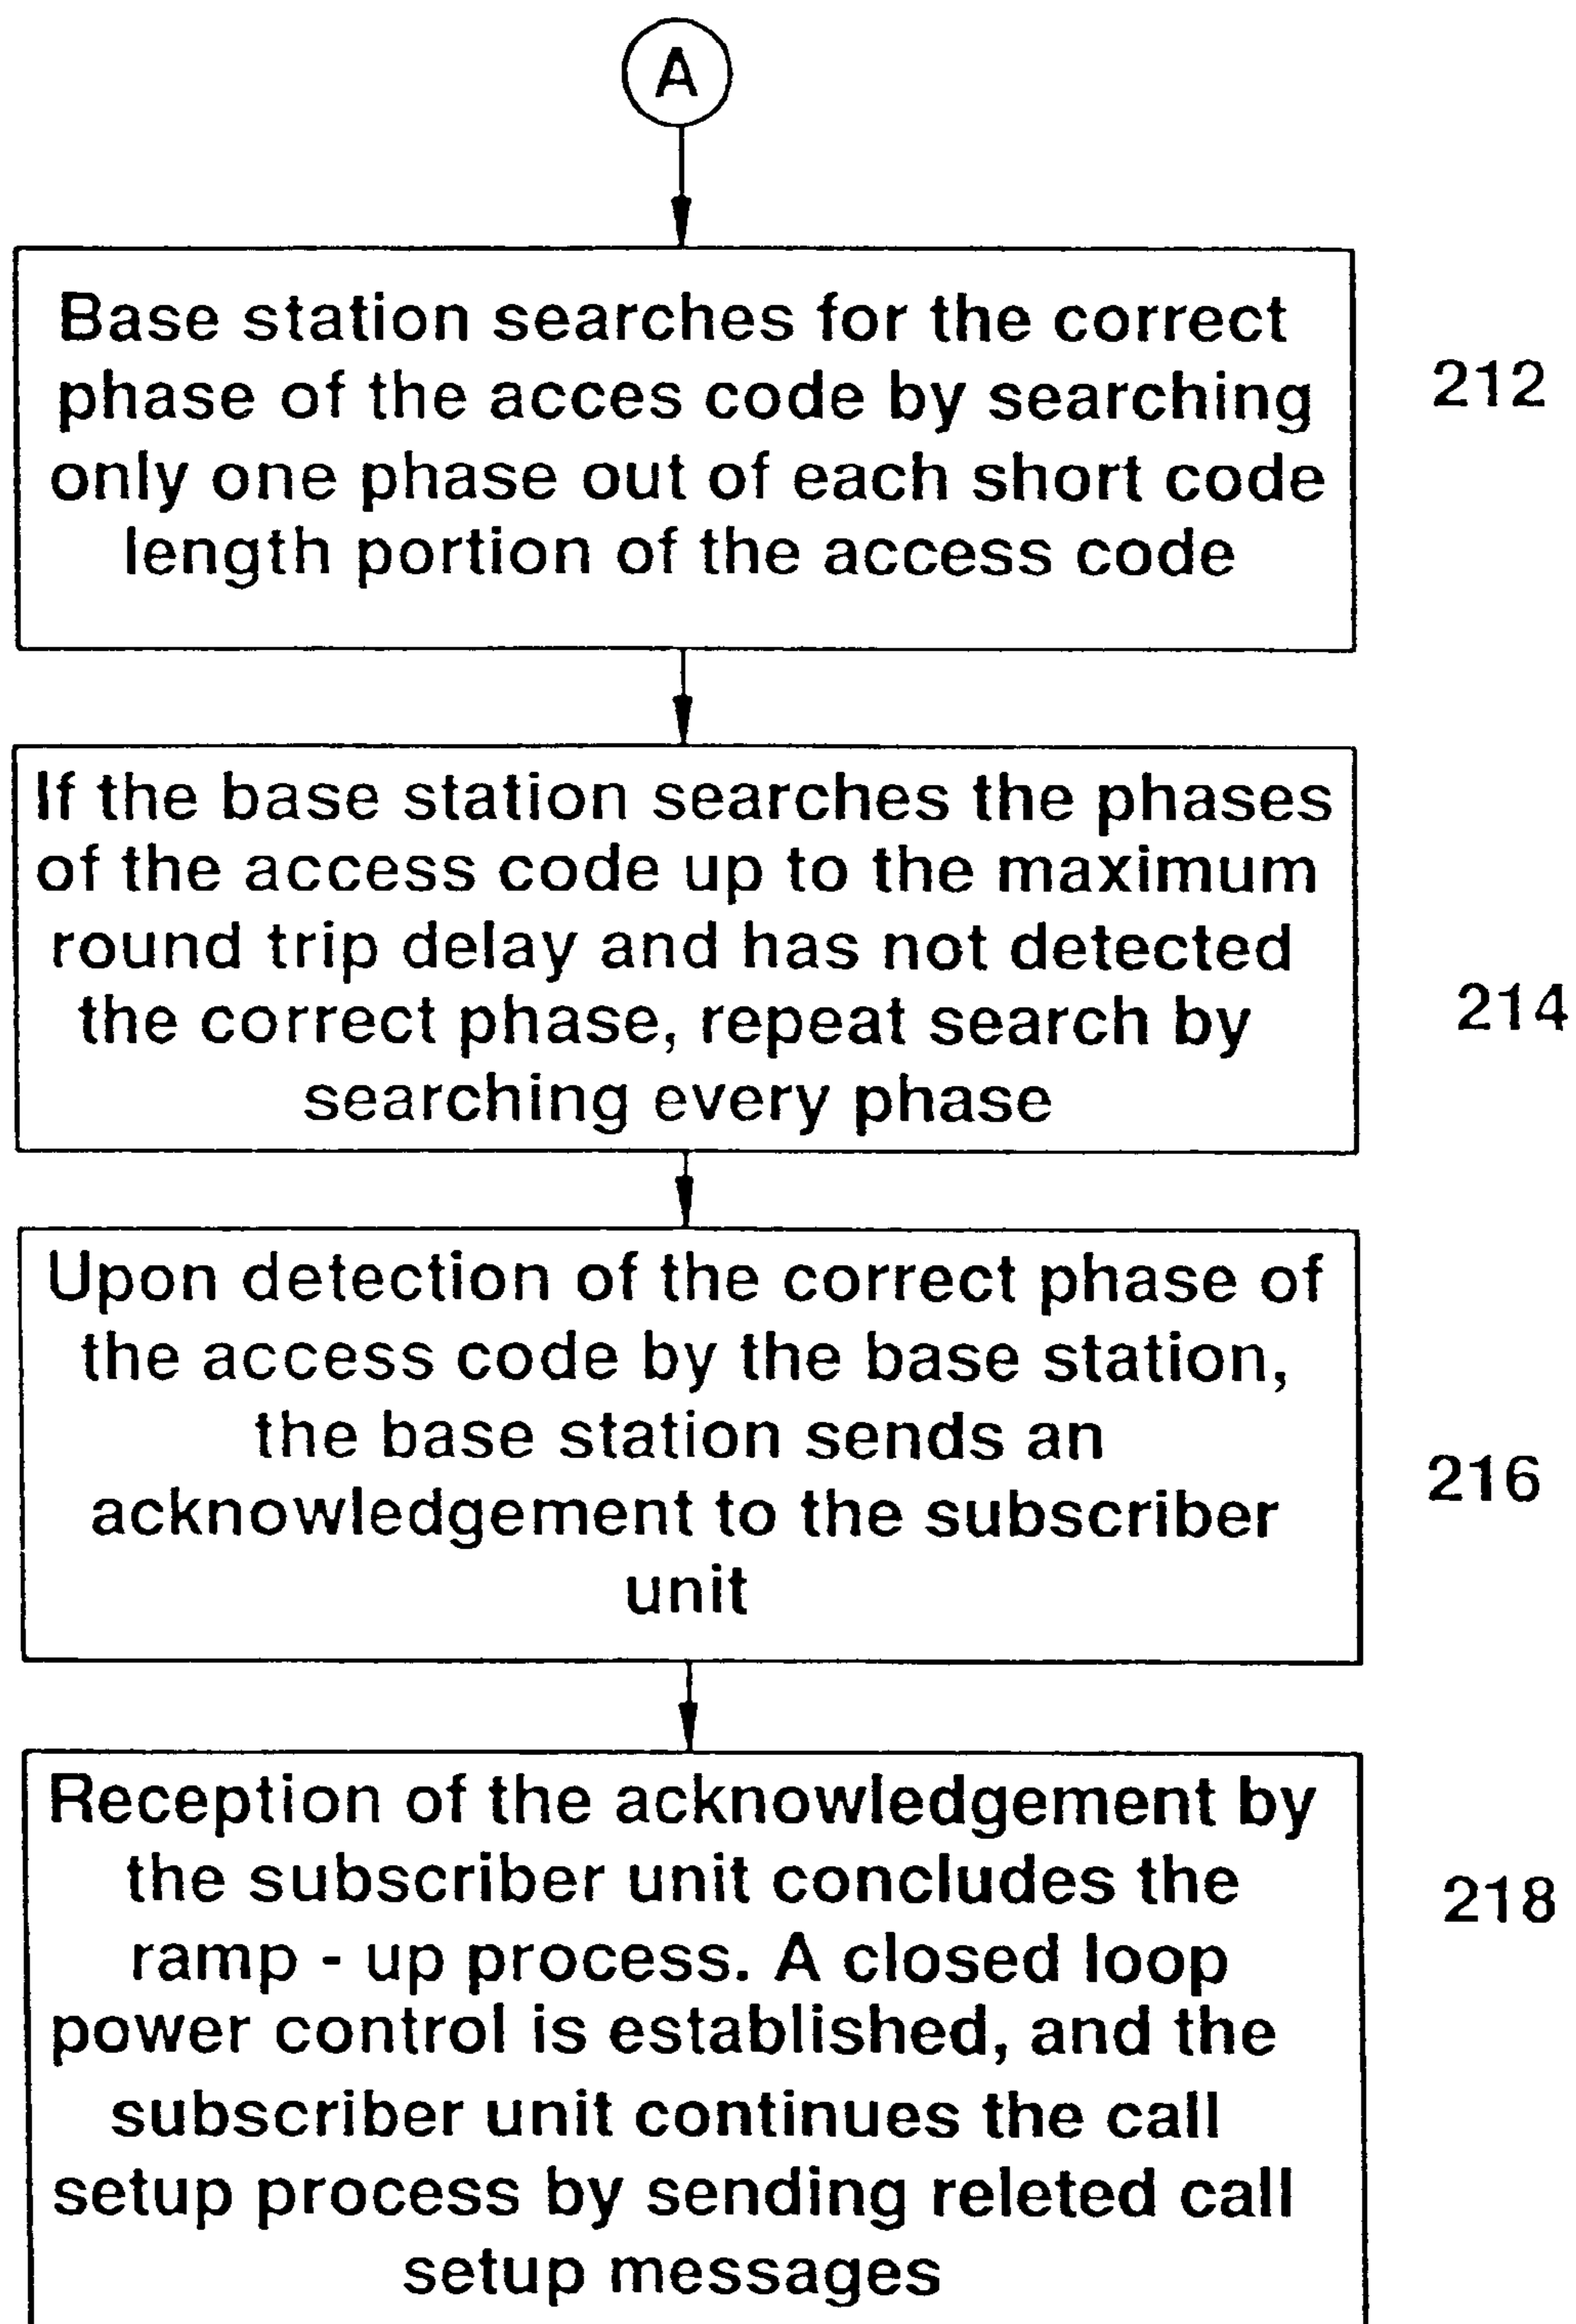 A
Base station searches for the correct
phase of the acces code by searching
only one phase out of each short code
length portion of the access code
212
If the base station searches the phases
of the access code up to the maximum
round trip delay and has not detected
the correct phase, repeat search by
searching every phase
214
Upon detection of the correct phase of
the access code by the base station,
the base station sends an
acknowledgement to the subscriber
unit
216
Reception of the acknowledgement by
the subscriber unit concludes the
ramp - up process. A closed loop
power control is established, and the
subscriber unit continues the call
setup process by sending releted call
setup messages
218